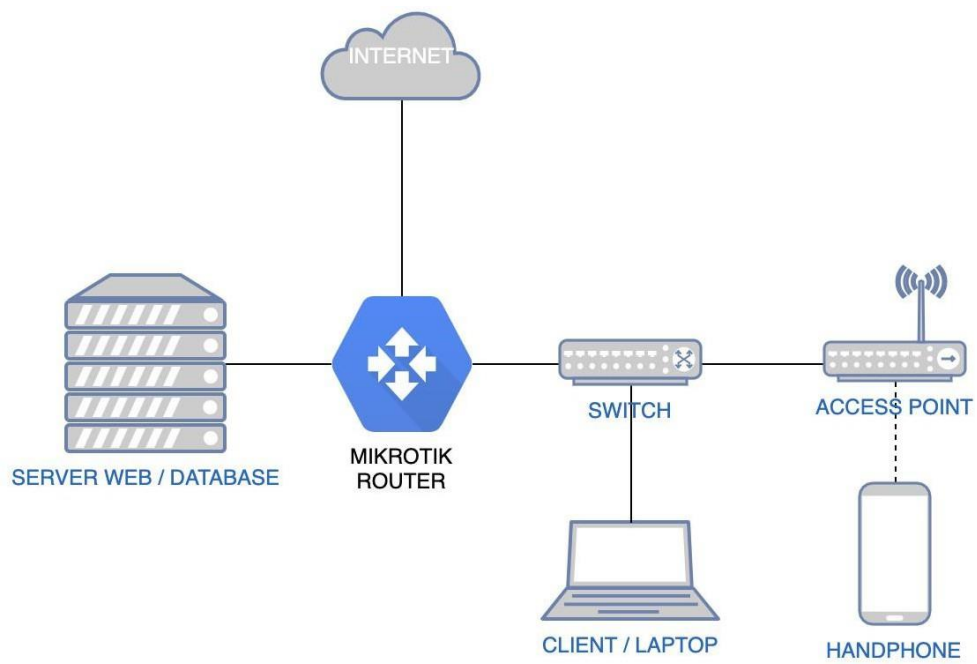 INTERNET
SERVER WEB / DATABASE
MIKROTIK
ROUTER
SWITCH
ACCESS POINT
CLIENT / LAPTOP
HANDPHONE